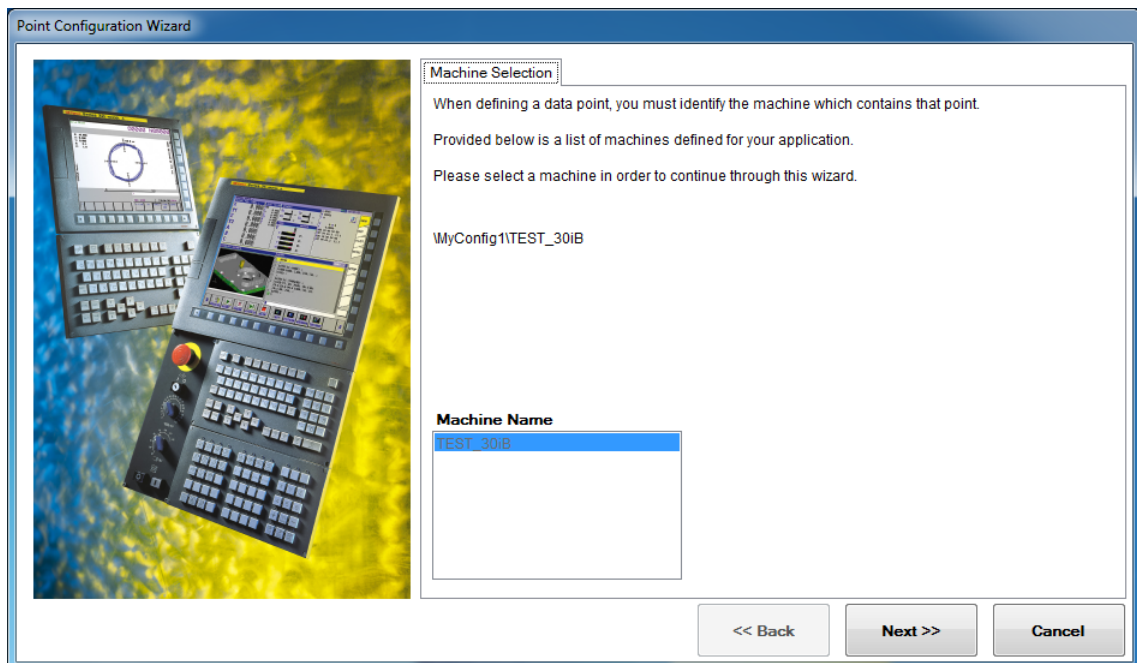 Point Configuration Wizard
Machine Selection
When defining a data point, you must identify the machine which contains that point.
Provided below is a list of machines defined for your application.
Please select a machine in order to continue through this wizard.
\MyConfig1\TEST_30iB
Machine Name
TEST_30iB
<< Back
Next >>
Cancel